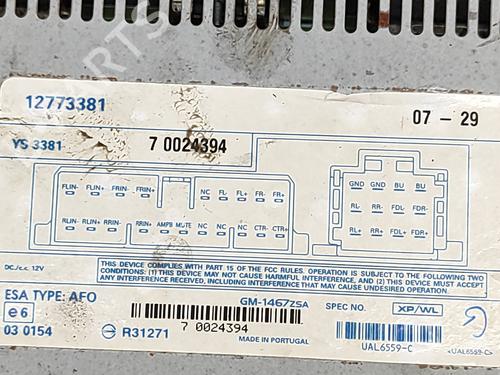 12773381
07 - 29
YS 3381
7 0024394
FLIN- FLIN+ FRIN- FRIN+ NC FL- FL+ FR- FR+
GND GND BU BU
RL- RR- FDL- FDR-
RLIN- RLIN+ RRIN- RRIN+ AMPB MUTE NC NC CTR- CTR+
RL+ RR+ FDL+ FDR+
DC/cc 12V
THIS DEVICE COMPLIES WITH PART 15 OF THE FCC RULES. OPERATION IS SUBJECT TO THE FOLLOWING TWO
CONDITIONS: (1) THIS DEVICE MAY NOT CAUSE HARMFUL INTERFERENCE, AND (2) THIS DEVICE MUST ACCEPT
ANY INTERFERENCE RECEIVED, INCLUDING INTERFERENCE THAT MAY CAUSE UNDESIRED OPERATION.
ESA TYPE: AFO
GM-1467ZSA
SPEC NO.
XP/WL
e6
03 0154
R31271
7 0024394
MADE IN PORTUGAL
UAL6559-C
UAL6559-C